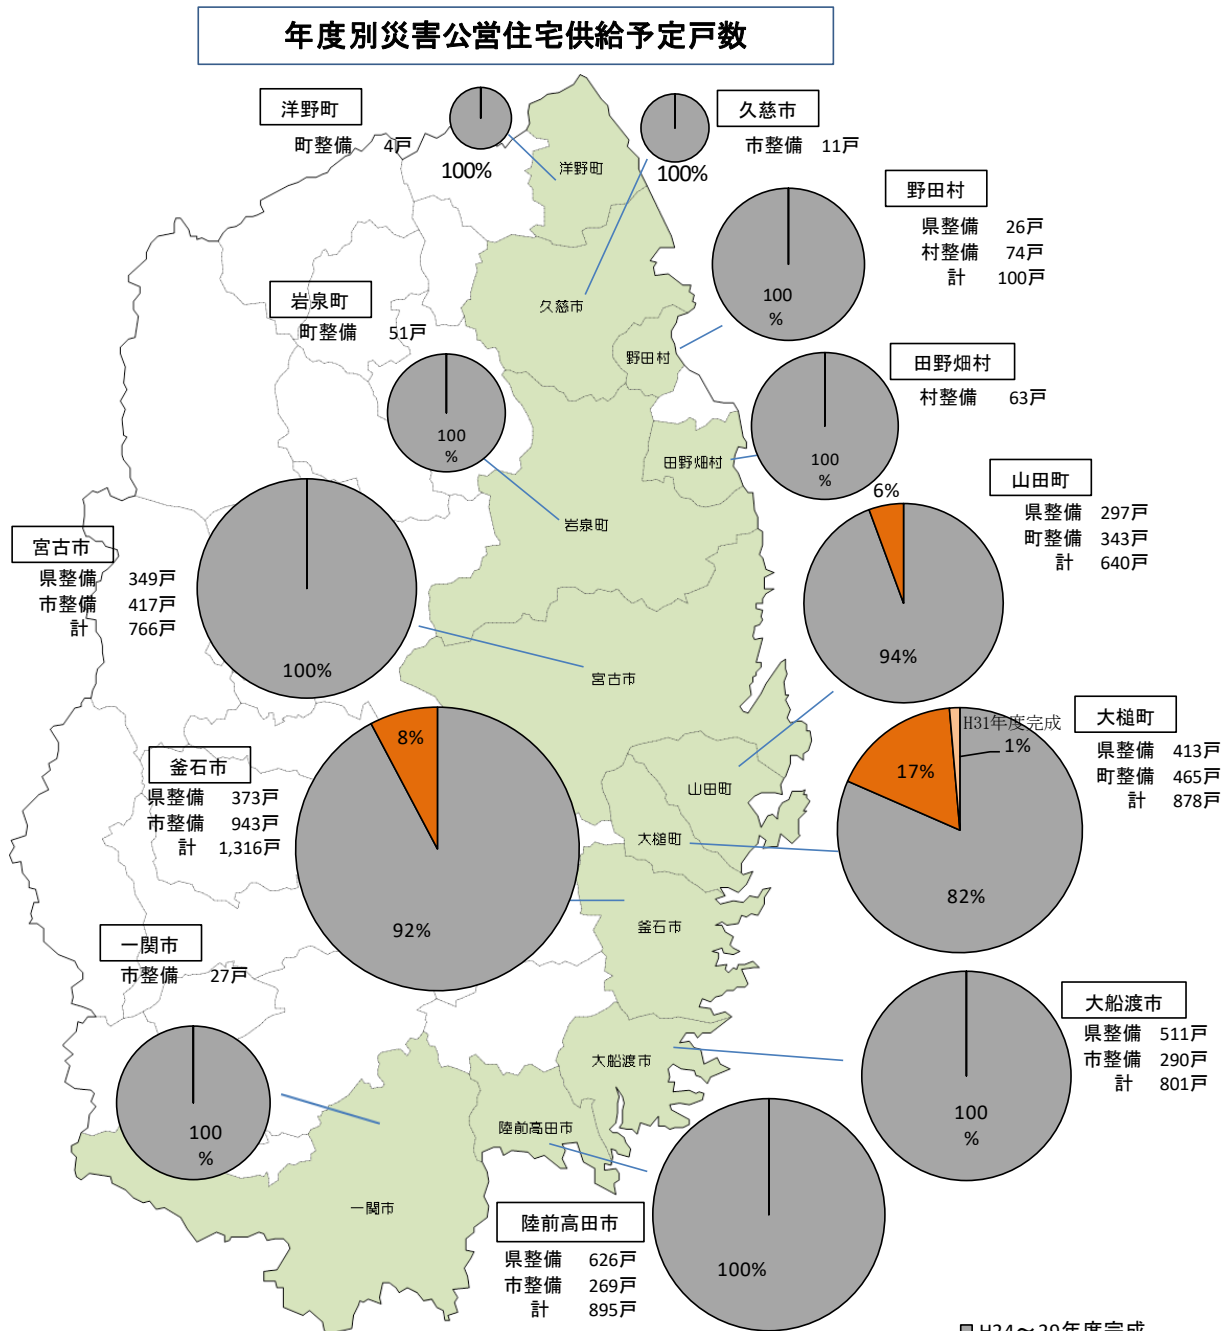 年度別災害公営住宅供給予定戸数
洋野町
町整備 4戸
100%
久慈市
市整備 11戸
100%
野田村
県整備 26戸
村整備 74戸
計 100戸
100
%
岩泉町
町整備 51戸
100
%
田野畑村
村整備 63戸
100
%
山田町
県整備 297戸
町整備 343戸
計 640戸
6%
94%
宮古市
県整備 349戸
市整備 417戸
計 766戸
100%
大槌町
県整備 413戸
町整備 465戸
計 878戸
H31年度完成
1%
17%
82%
釜石市
県整備 373戸
市整備 943戸
計 1,316戸
8%
92%
一関市
市整備 27戸
100
%
大船渡市
県整備 511戸
市整備 290戸
計 801戸
100
%
陸前高田市
県整備 626戸
市整備 269戸
計 895戸
100%
洋野町
久慈市
野田村
田野畑村
岩泉町
宮古市
山田町
大槌町
釜石市
大船渡市
陸前高田市
一関市
H24～29年度完成